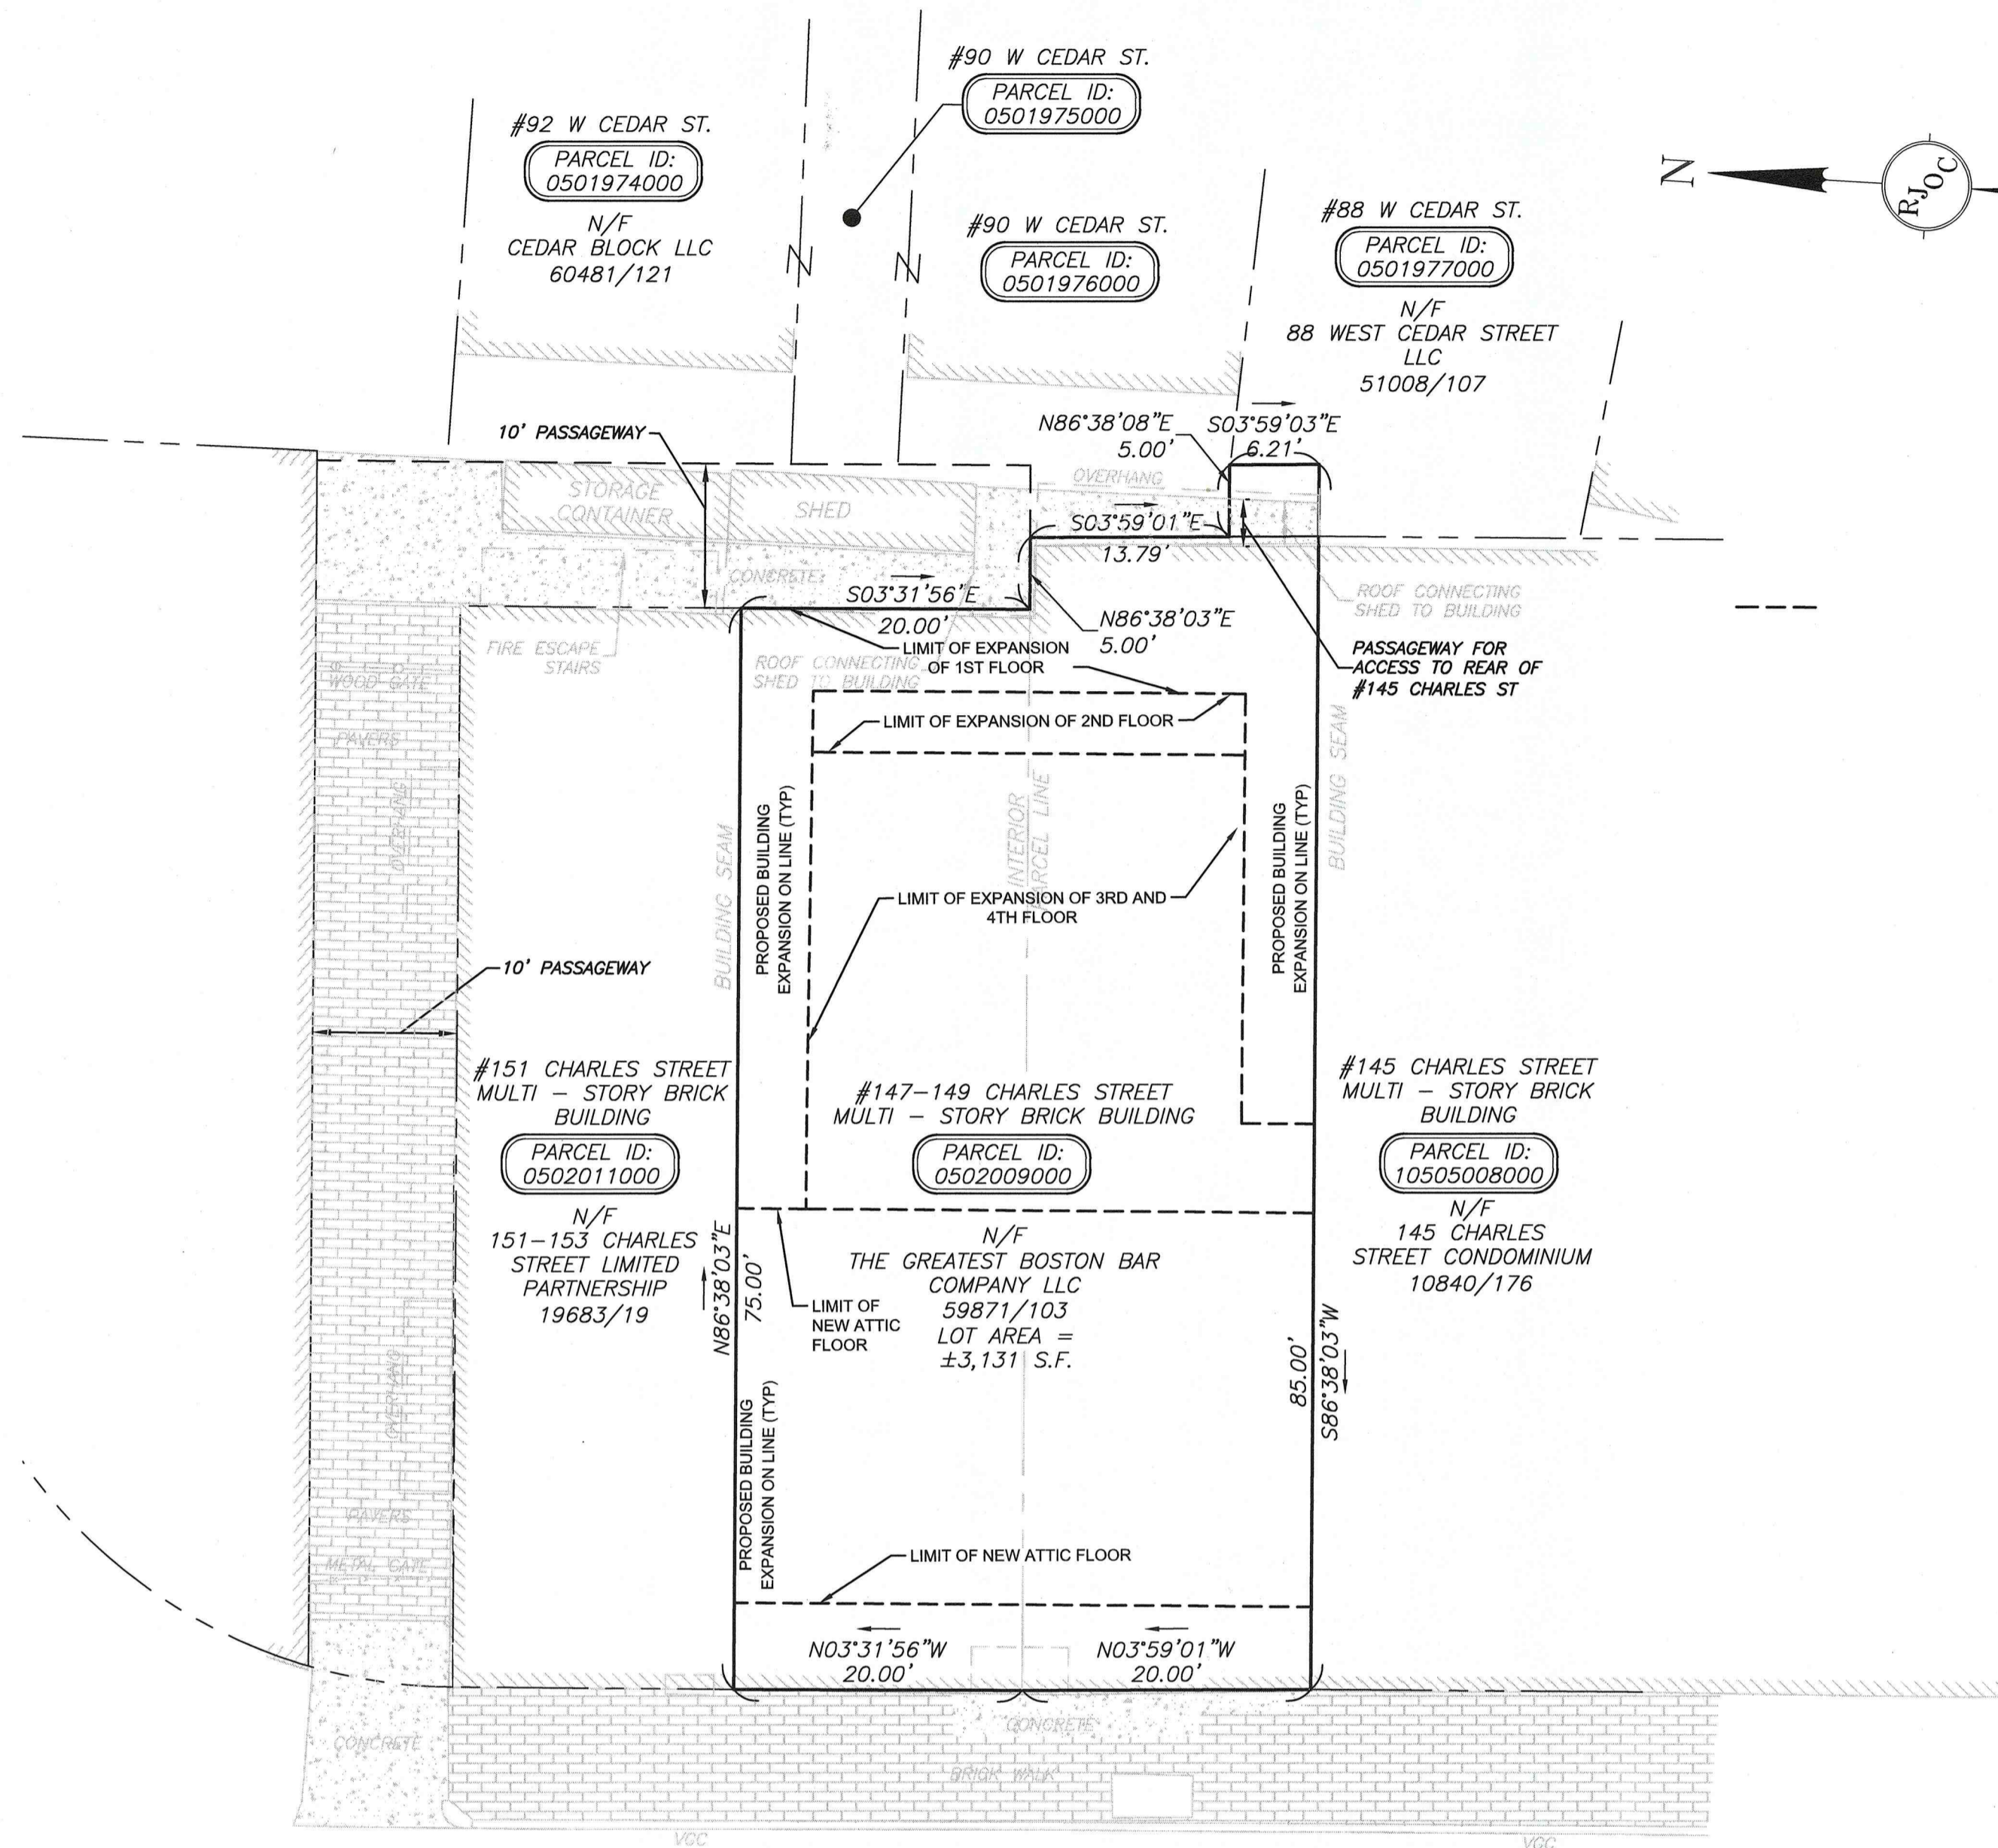 #90 W CEDAR ST.
PARCEL ID:
0501975000
#92 W CEDAR ST.
PARCEL ID:
0501974000
N/F
CEDAR BLOCK LLC
60481/121
#90 W CEDAR ST.
PARCEL ID:
0501976000
#88 W CEDAR ST.
PARCEL ID:
0501977000
N/F
88 WEST CEDAR STREET
LLC
51008/107
N
RJOC
10' PASSAGEWAY
N86°38'08"E
5.00'
S03°59'03"E
6.21'
STORAGE
CONTAINER
SHED
OVERHANG
S03°59'01"E
13.79'
CONCRETE
S03°31'56'E
20.00'
N86°38'03"E
5.00'
ROOF CONNECTING
SHED TO BUILDING
FIRE ESCAPE
STAIRS
ROOF CONNECTING
SHED TO BUILDING
LIMIT OF EXPANSION
OF 1ST FLOOR
PASSAGEWAY FOR
ACCESS TO REAR OF
#145 CHARLES ST
WOOD GATE
PAVERS
OVERHANG
LIMIT OF EXPANSION OF 2ND FLOOR
BUILDING SEAM
PROPOSED BUILDING
EXPANSION ON LINE (TYP)
INTERIOR
PARCEL LINE
PROPOSED BUILDING
EXPANSION ON LINE (TYP)
BUILDING SEAM
LIMIT OF EXPANSION OF 3RD AND
4TH FLOOR
10' PASSAGEWAY
#151 CHARLES STREET
MULTI – STORY BRICK
BUILDING
PARCEL ID:
0502011000
N/F
151–153 CHARLES
STREET LIMITED
PARTNERSHIP
19683/19
#147–149 CHARLES STREET
MULTI – STORY BRICK BUILDING
PARCEL ID:
0502009000
N/F
THE GREATEST BOSTON BAR
COMPANY LLC
59871/103
LOT AREA =
±3,131 S.F.
#145 CHARLES STREET
MULTI – STORY BRICK
BUILDING
PARCEL ID:
10505008000
N/F
145 CHARLES
STREET CONDOMINIUM
10840/176
N86°38'03"E
75.00'
LIMIT OF
NEW ATTIC
FLOOR
85.00'
S86°38'03"W
OVERHANG
PROPOSED BUILDING
EXPANSION ON LINE (TYP)
PAVERS
METAL GATE
LIMIT OF NEW ATTIC FLOOR
N03°31'56"W
20.00'
N03°59'01"W
20.00'
CONCRETE
CONCRETE
BRICK WALK
VGC
VGC